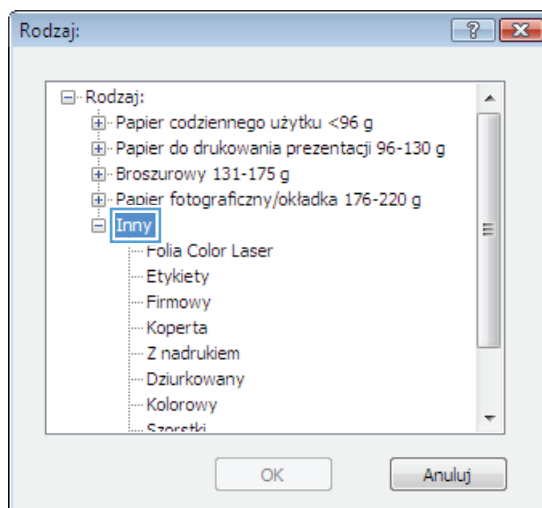 Rodzaj:
Rodzaj:
Papier codziennego użytku <96 g
Papier do drukowania prezentacji 96-130 g
Broszurowy 131-175 g
Papier fotograficzny/okładka 176-220 g
Inny
Folia Color Laser
Etykiety
Firmowy
Koperta
Z nadrukiem
Dziurkowany
Kolorowy
Szorstki
OK Anuluj